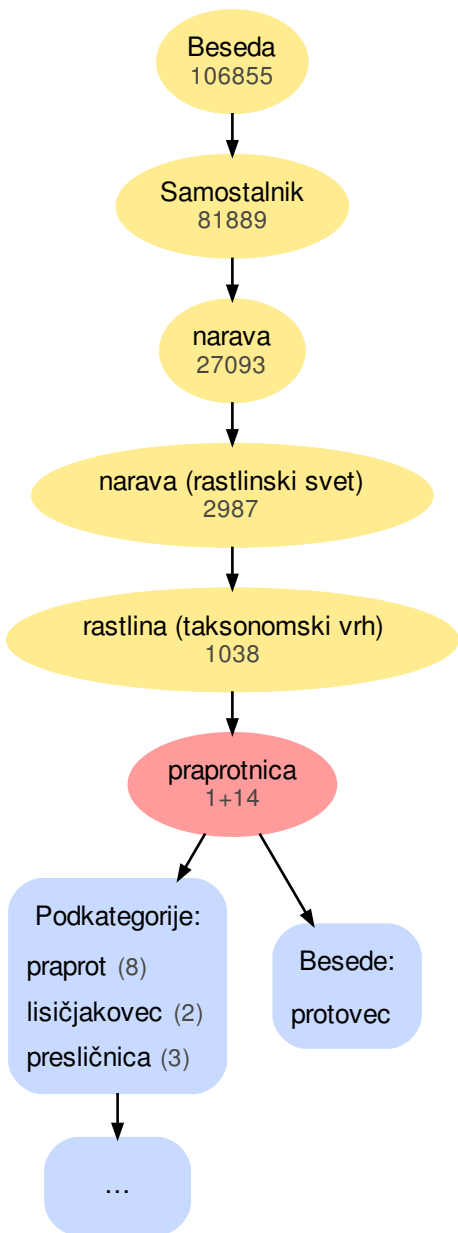 Beseda
106855
Samostalnik
81889
narava
27093
narava (rastlinski svet)
2987
rastlina (taksonomski vrh)
1038
praprotnica
1+14
Podkategorije:
praprot (8)
lisičjakovec (2)
presličnica (3)
Besede:
protovec
...